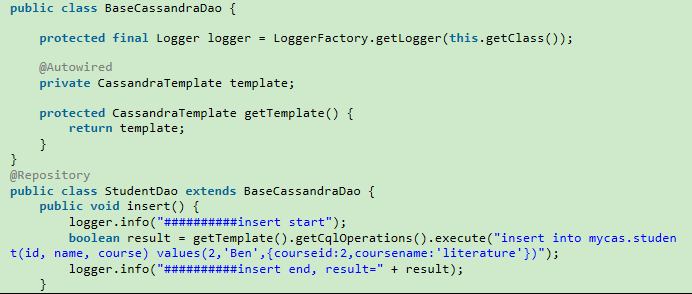 public class BaseCassandraDao {
    protected final Logger logger = LoggerFactory.getLogger(this.getClass());
    @Autowired
    private CassandraTemplate template;
    protected CassandraTemplate getTemplate() {
        return template;
    }
}
@Repository
public class StudentDao extends BaseCassandraDao {
    public void insert() {
        logger.info("##########insert start");
        boolean result = getTemplate().getCqlOperations().execute("insert into mycas.studen
t(id, name, course) values(2,'Ben',{courseid:2,coursename:'literature'})");
        logger.info("##########insert end, result=" + result);
    }